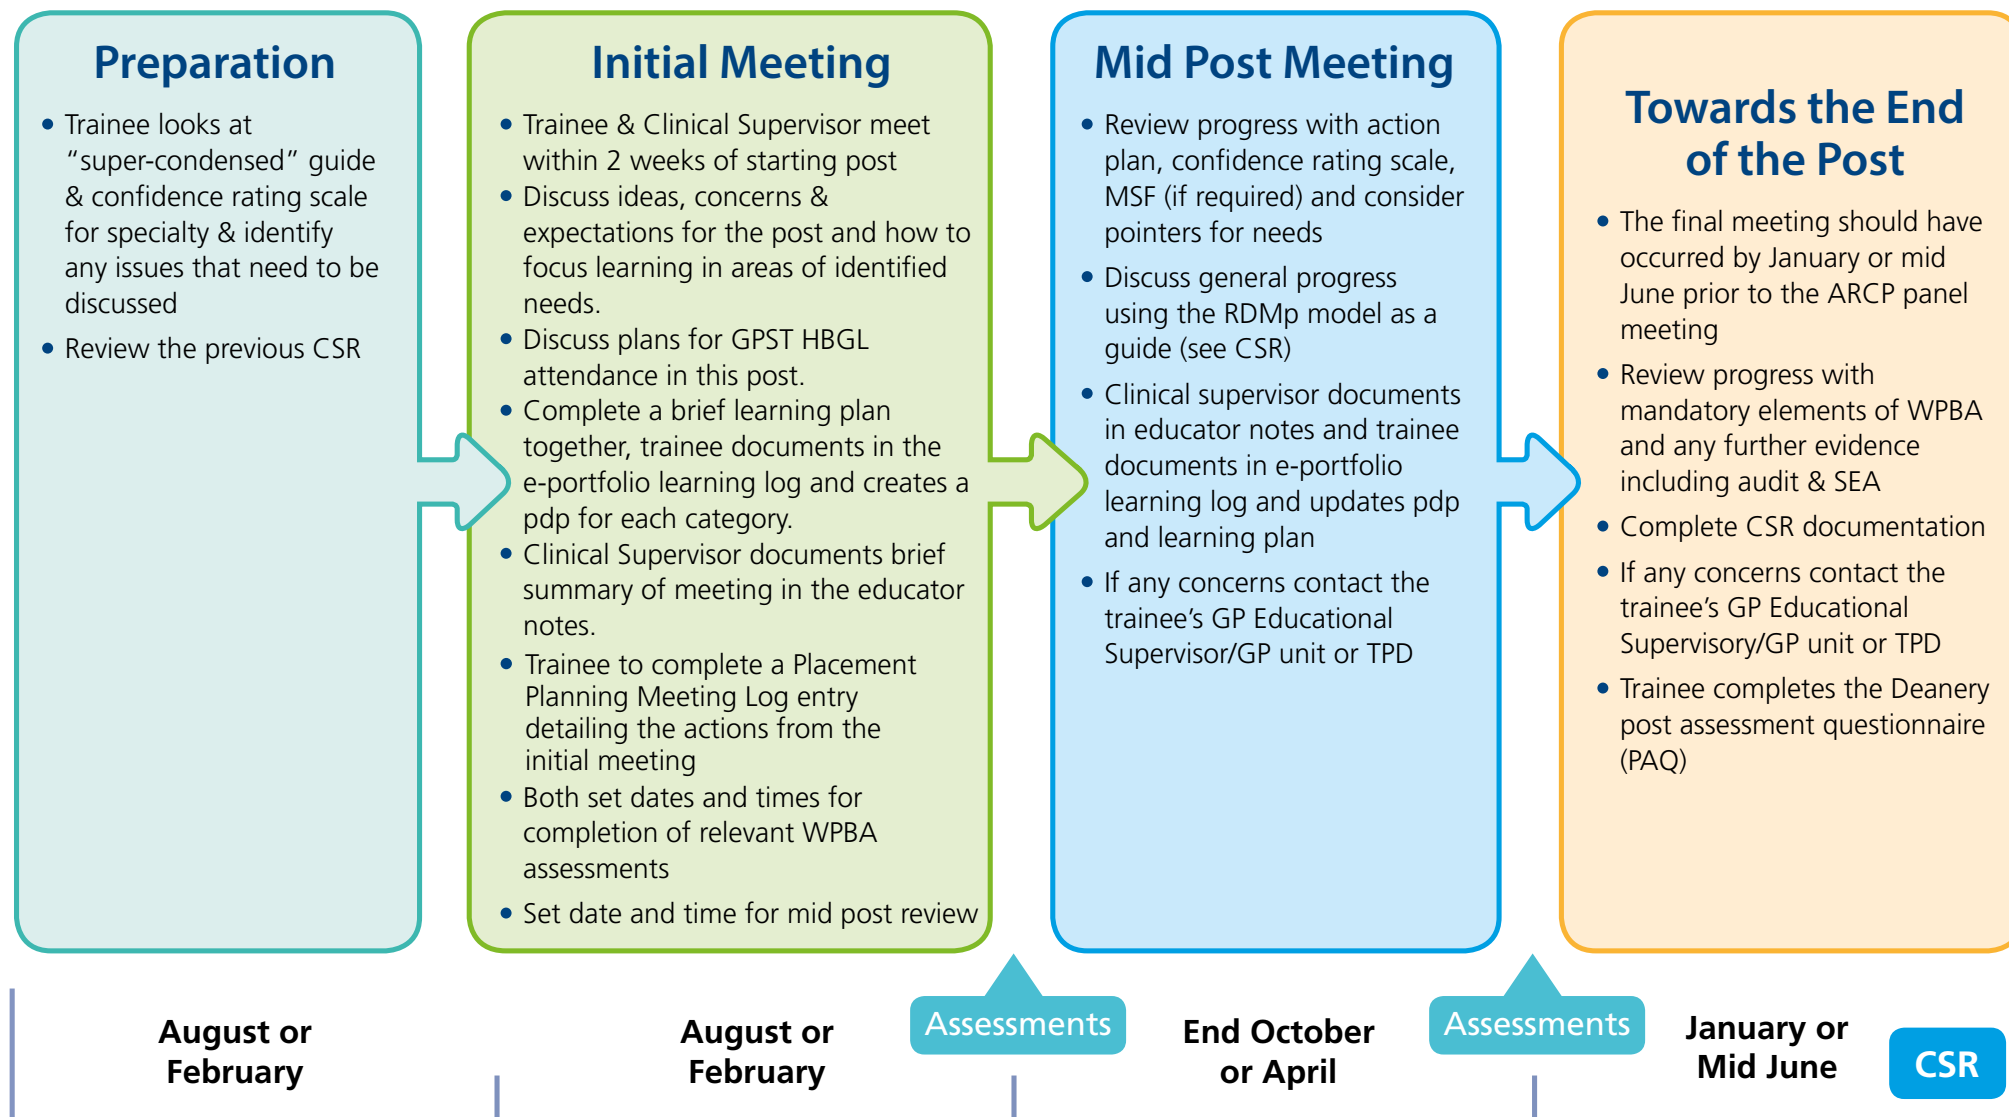 Preparation
• Trainee looks at
“super-condensed” guide
& confidence rating scale
for specialty & identify
any issues that need to be
discussed
• Review the previous CSR
Initial Meeting
• Trainee & Clinical Supervisor meet
within 2 weeks of starting post
• Discuss ideas, concerns &
expectations for the post and how to
focus learning in areas of identified
needs.
• Discuss plans for GPST HBGL
attendance in this post.
• Complete a brief learning plan
together, trainee documents in the
e-portfolio learning log and creates a
pdp for each category.
• Clinical Supervisor documents brief
summary of meeting in the educator
notes.
• Trainee to complete a Placement
Planning Meeting Log entry
detailing the actions from the
initial meeting
• Both set dates and times for
completion of relevant WPBA
assessments
• Set date and time for mid post review
Mid Post Meeting
• Review progress with action
plan, confidence rating scale,
MSF (if required) and consider
pointers for needs
• Discuss general progress
using the RDMp model as a
guide (see CSR)
• Clinical supervisor documents
in educator notes and trainee
documents in e-portfolio
learning log and updates pdp
and learning plan
• If any concerns contact the
trainee’s GP Educational
Supervisor/GP unit or TPD
Towards the End
of the Post
• The final meeting should have
occurred by January or mid
June prior to the ARCP panel
meeting
• Review progress with
mandatory elements of WPBA
and any further evidence
including audit & SEA
• Complete CSR documentation
• If any concerns contact the
trainee’s GP Educational
Supervisory/GP unit or TPD
• Trainee completes the Deanery
post assessment questionnaire
(PAQ)
August or
February
August or
February
Assessments
End October
or April
Assessments
January or
Mid June
CSR